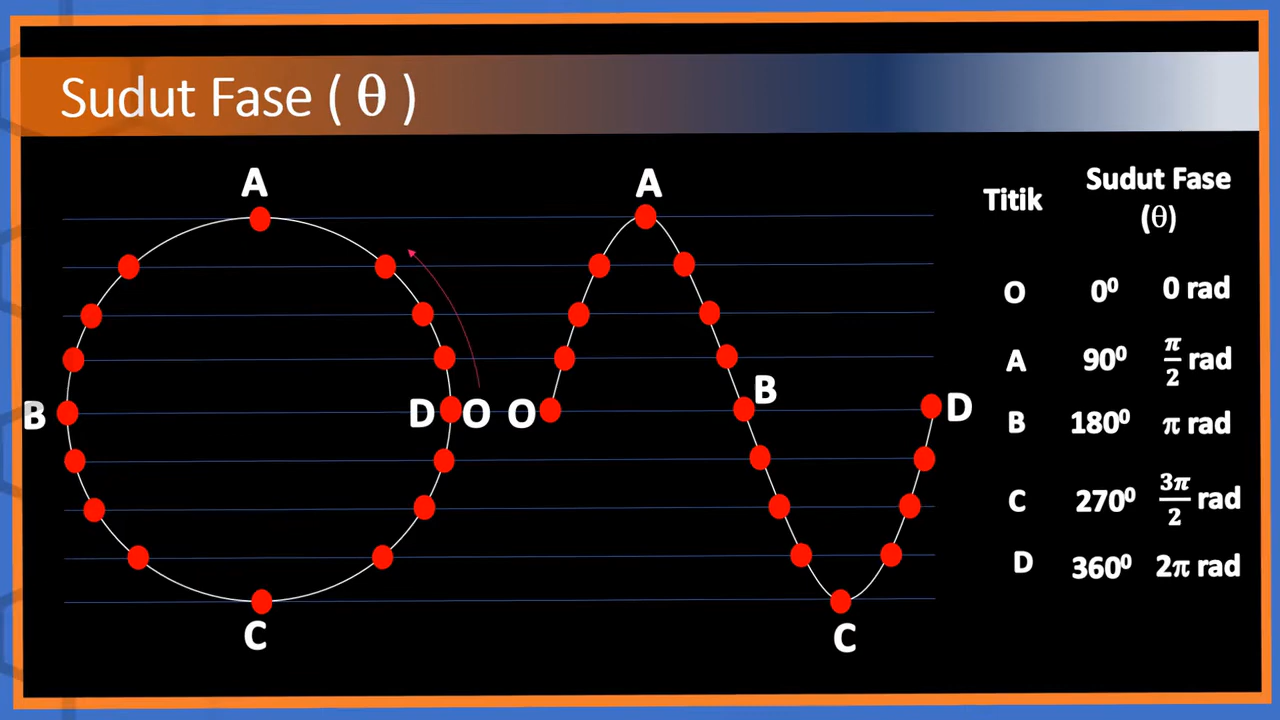 Sudut Fase ( θ )
A
B
D
O
C
O
A
B
C
D
Titik Sudut Fase
(θ)
O 0⁰ 0 rad
A 90⁰ π/2 rad
B 180⁰ π rad
C 270⁰ 3π/2 rad
D 360⁰ 2π rad